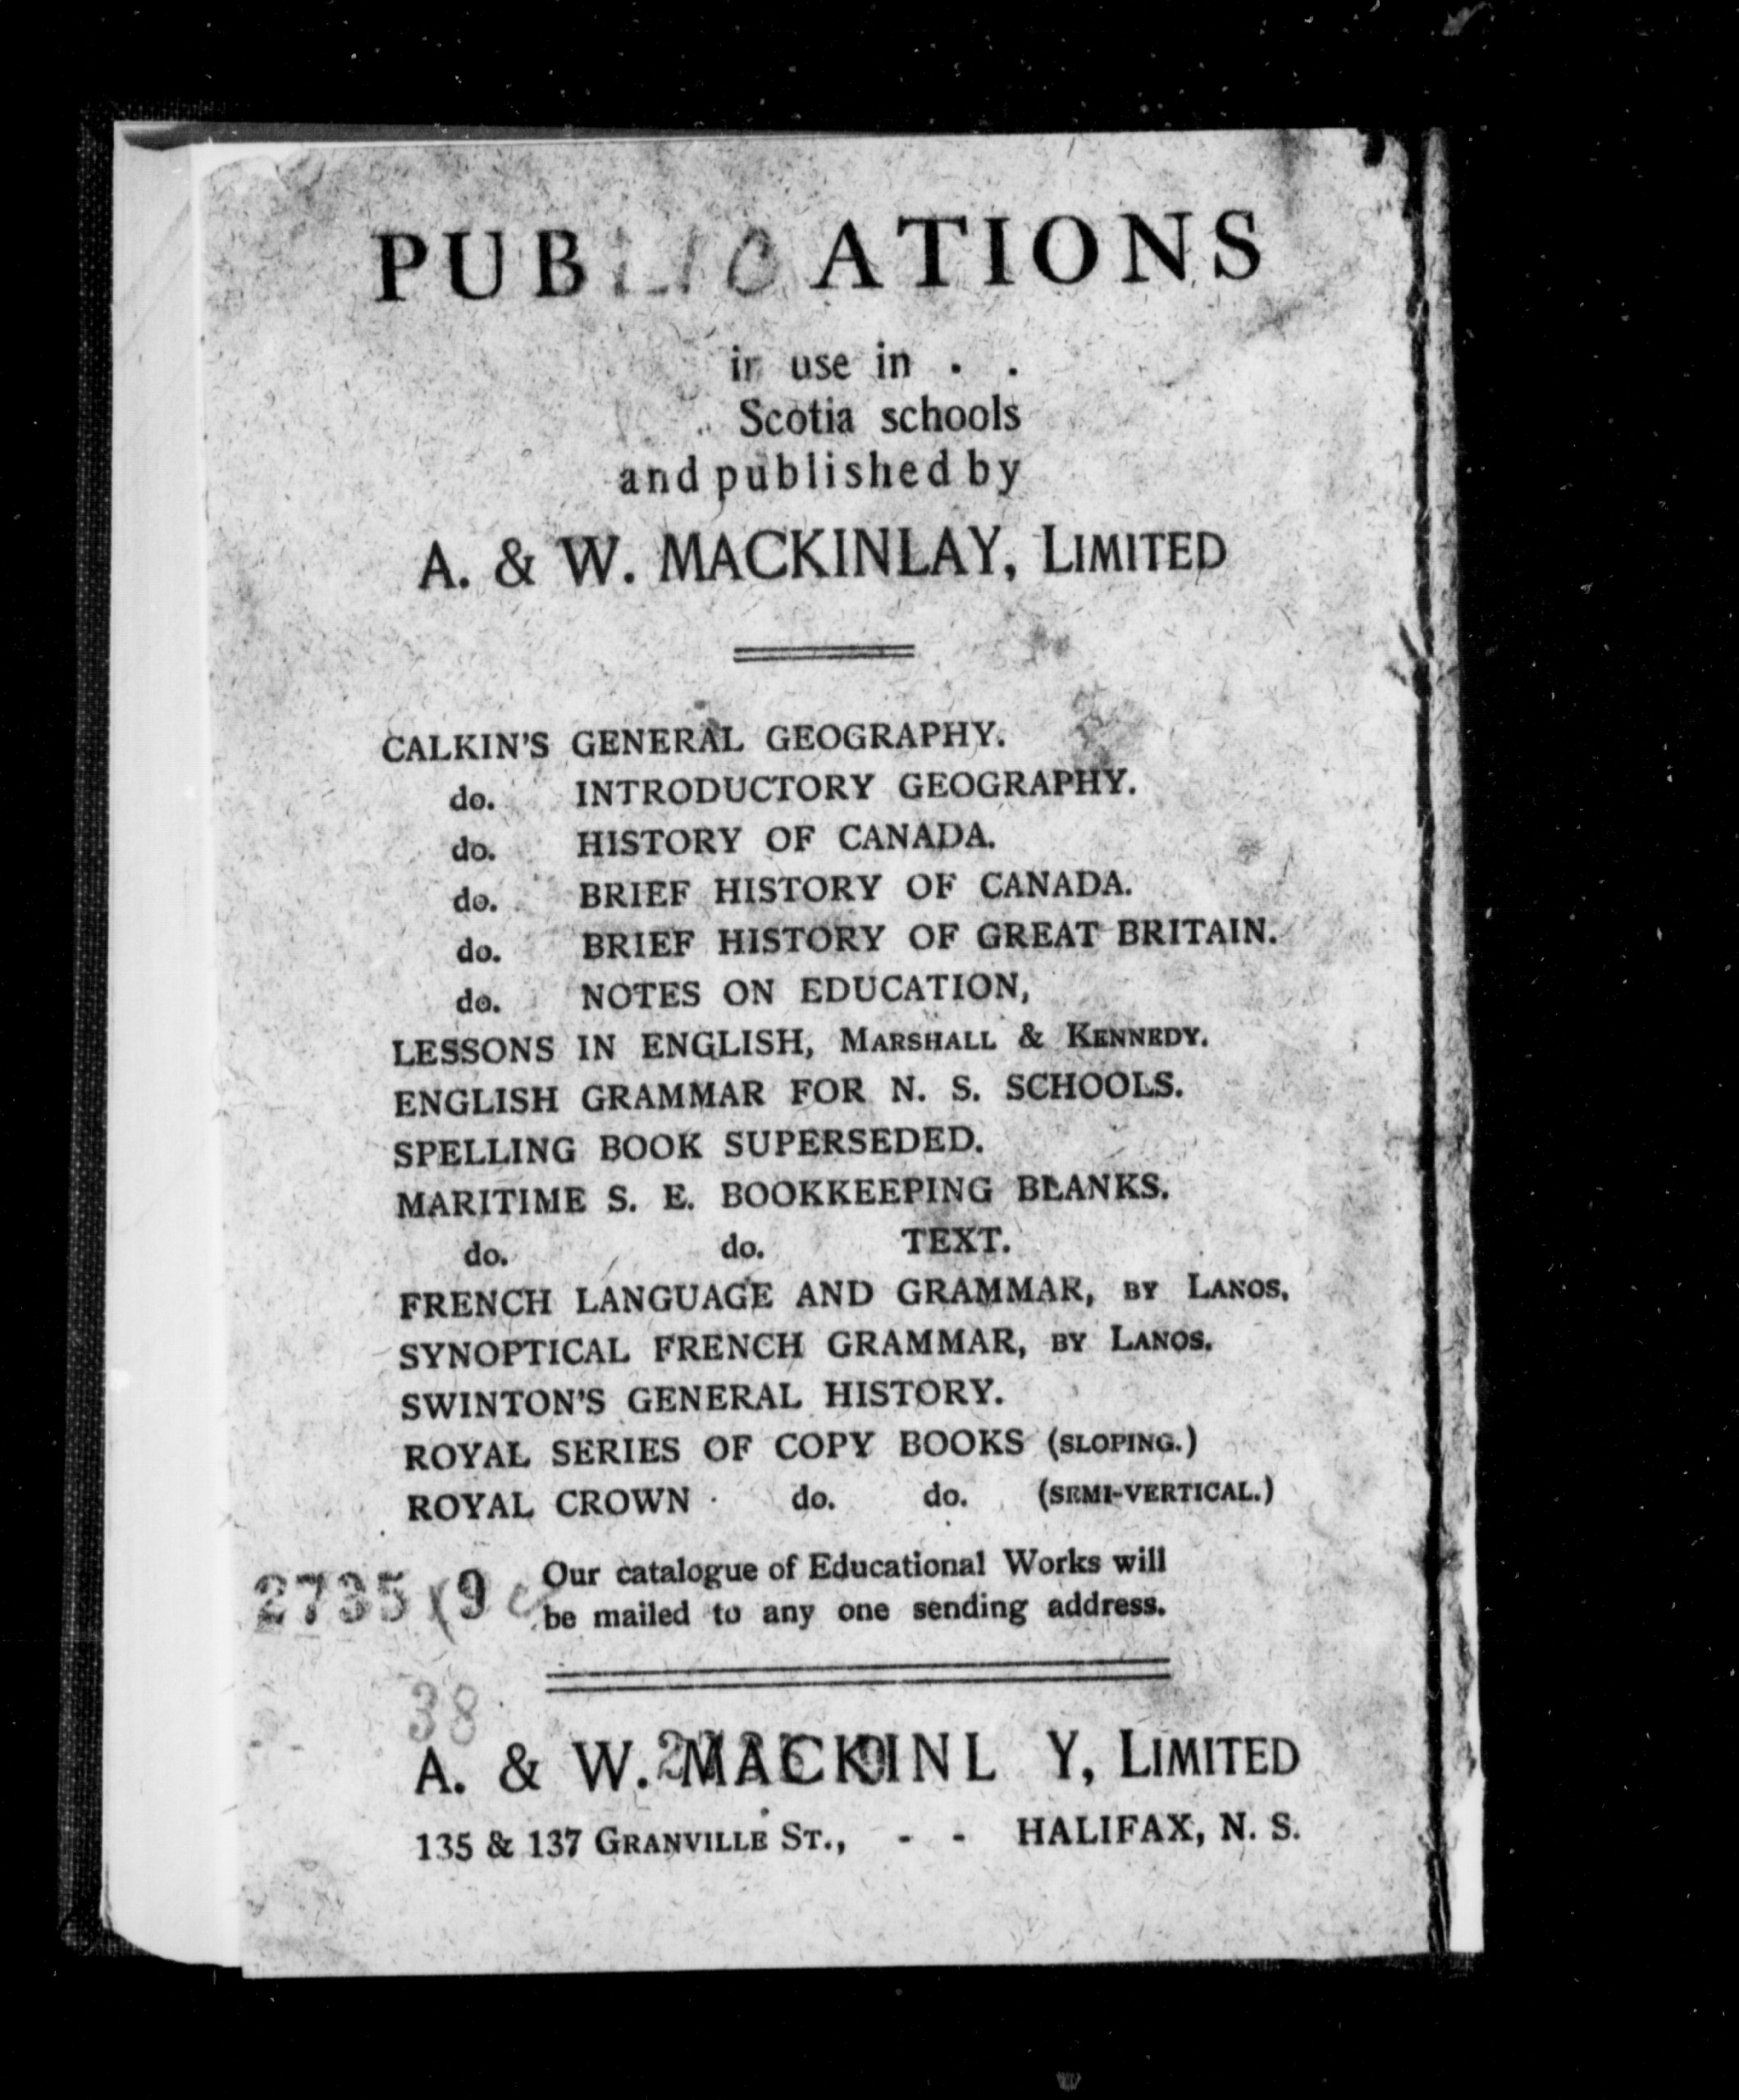 PUBLICATIONS
in use in . .
Scotia schools
and published by
A. & W. MACKINLAY, LIMITED
CALKIN'S GENERAL GEOGRAPHY.
do. INTRODUCTORY GEOGRAPHY.
do. HISTORY OF CANADA.
do. BRIEF HISTORY OF CANADA.
do. BRIEF HISTORY OF GREAT BRITAIN.
do. NOTES ON EDUCATION,
LESSONS IN ENGLISH, MARSHALL & KENNEDY.
ENGLISH GRAMMAR FOR N. S. SCHOOLS.
SPELLING BOOK SUPERSEDED.
MARITIME S. E. BOOKKEEPING BLANKS.
do. do. TEXT.
FRENCH LANGUAGE AND GRAMMAR, BY LANOS,
SYNOPTICAL FRENCH GRAMMAR, BY LANOS.
SWINTON'S GENERAL HISTORY.
ROYAL SERIES OF COPY BOOKS (SLOPING.)
ROYAL CROWN do. do. (SEMI-VERTICAL.)
2735 (9
Our catalogue of Educational Works will
be mailed to any one sending address.
38
A. & W. MACKINL Y, LIMITED
135 & 137 GRANVILLE ST., - - HALIFAX, N. S.